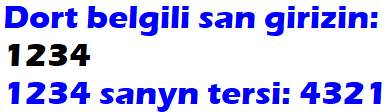 Dort belgili san girizin:
1234
1234 sanyn tersi: 4321